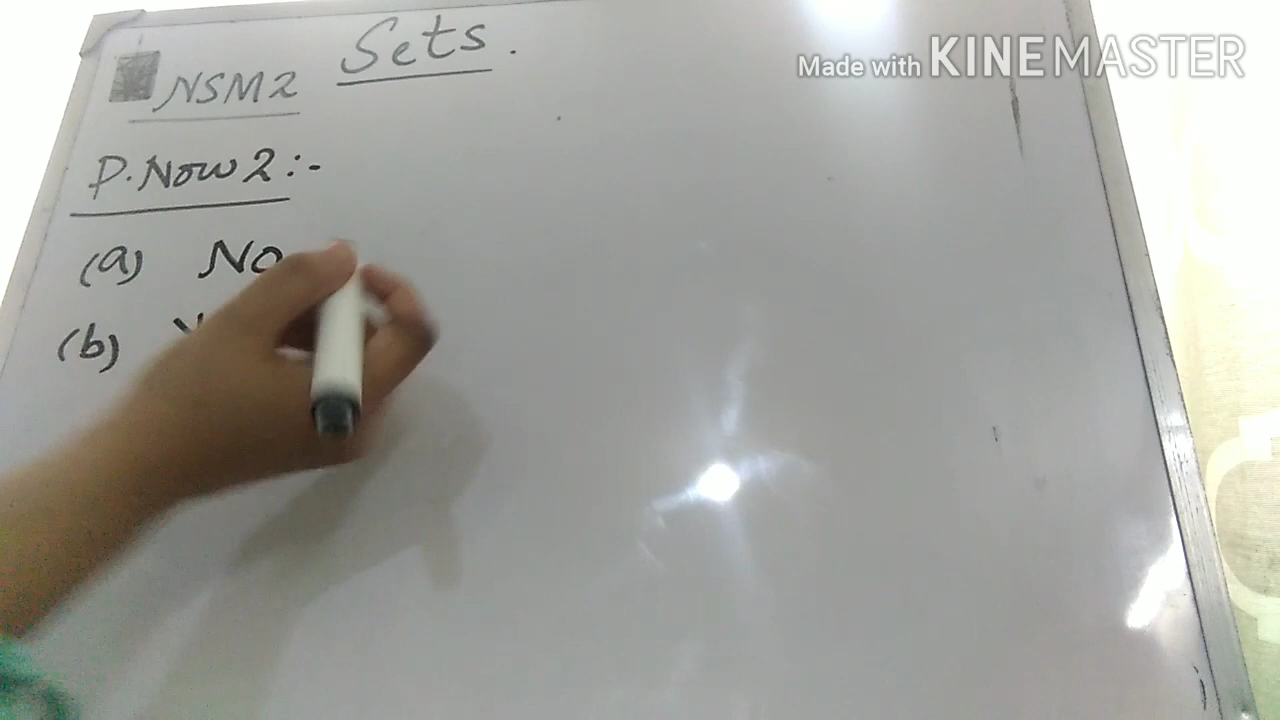 Sets.
Made with KINEMASTER
NSM2
P.Now 2:-
(a) No
(b)